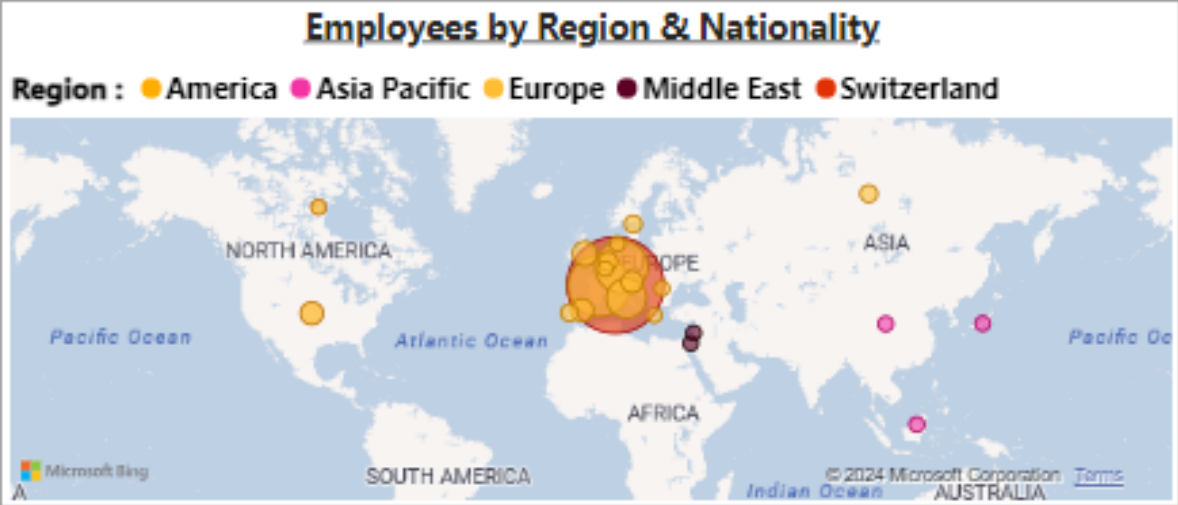 Employees by Region & Nationality
Region : America Asia Pacific Europe Middle East Switzerland
NORTH AMERICA
EUROPE
ASIA
Pacific Ocean
Atlantic Ocean
Pacific Oc
AFRICA
Microsoft Bing
SOUTH AMERICA
© 2024 Microsoft Corporation Terms
A
Indian Ocean
AUSTRALIA